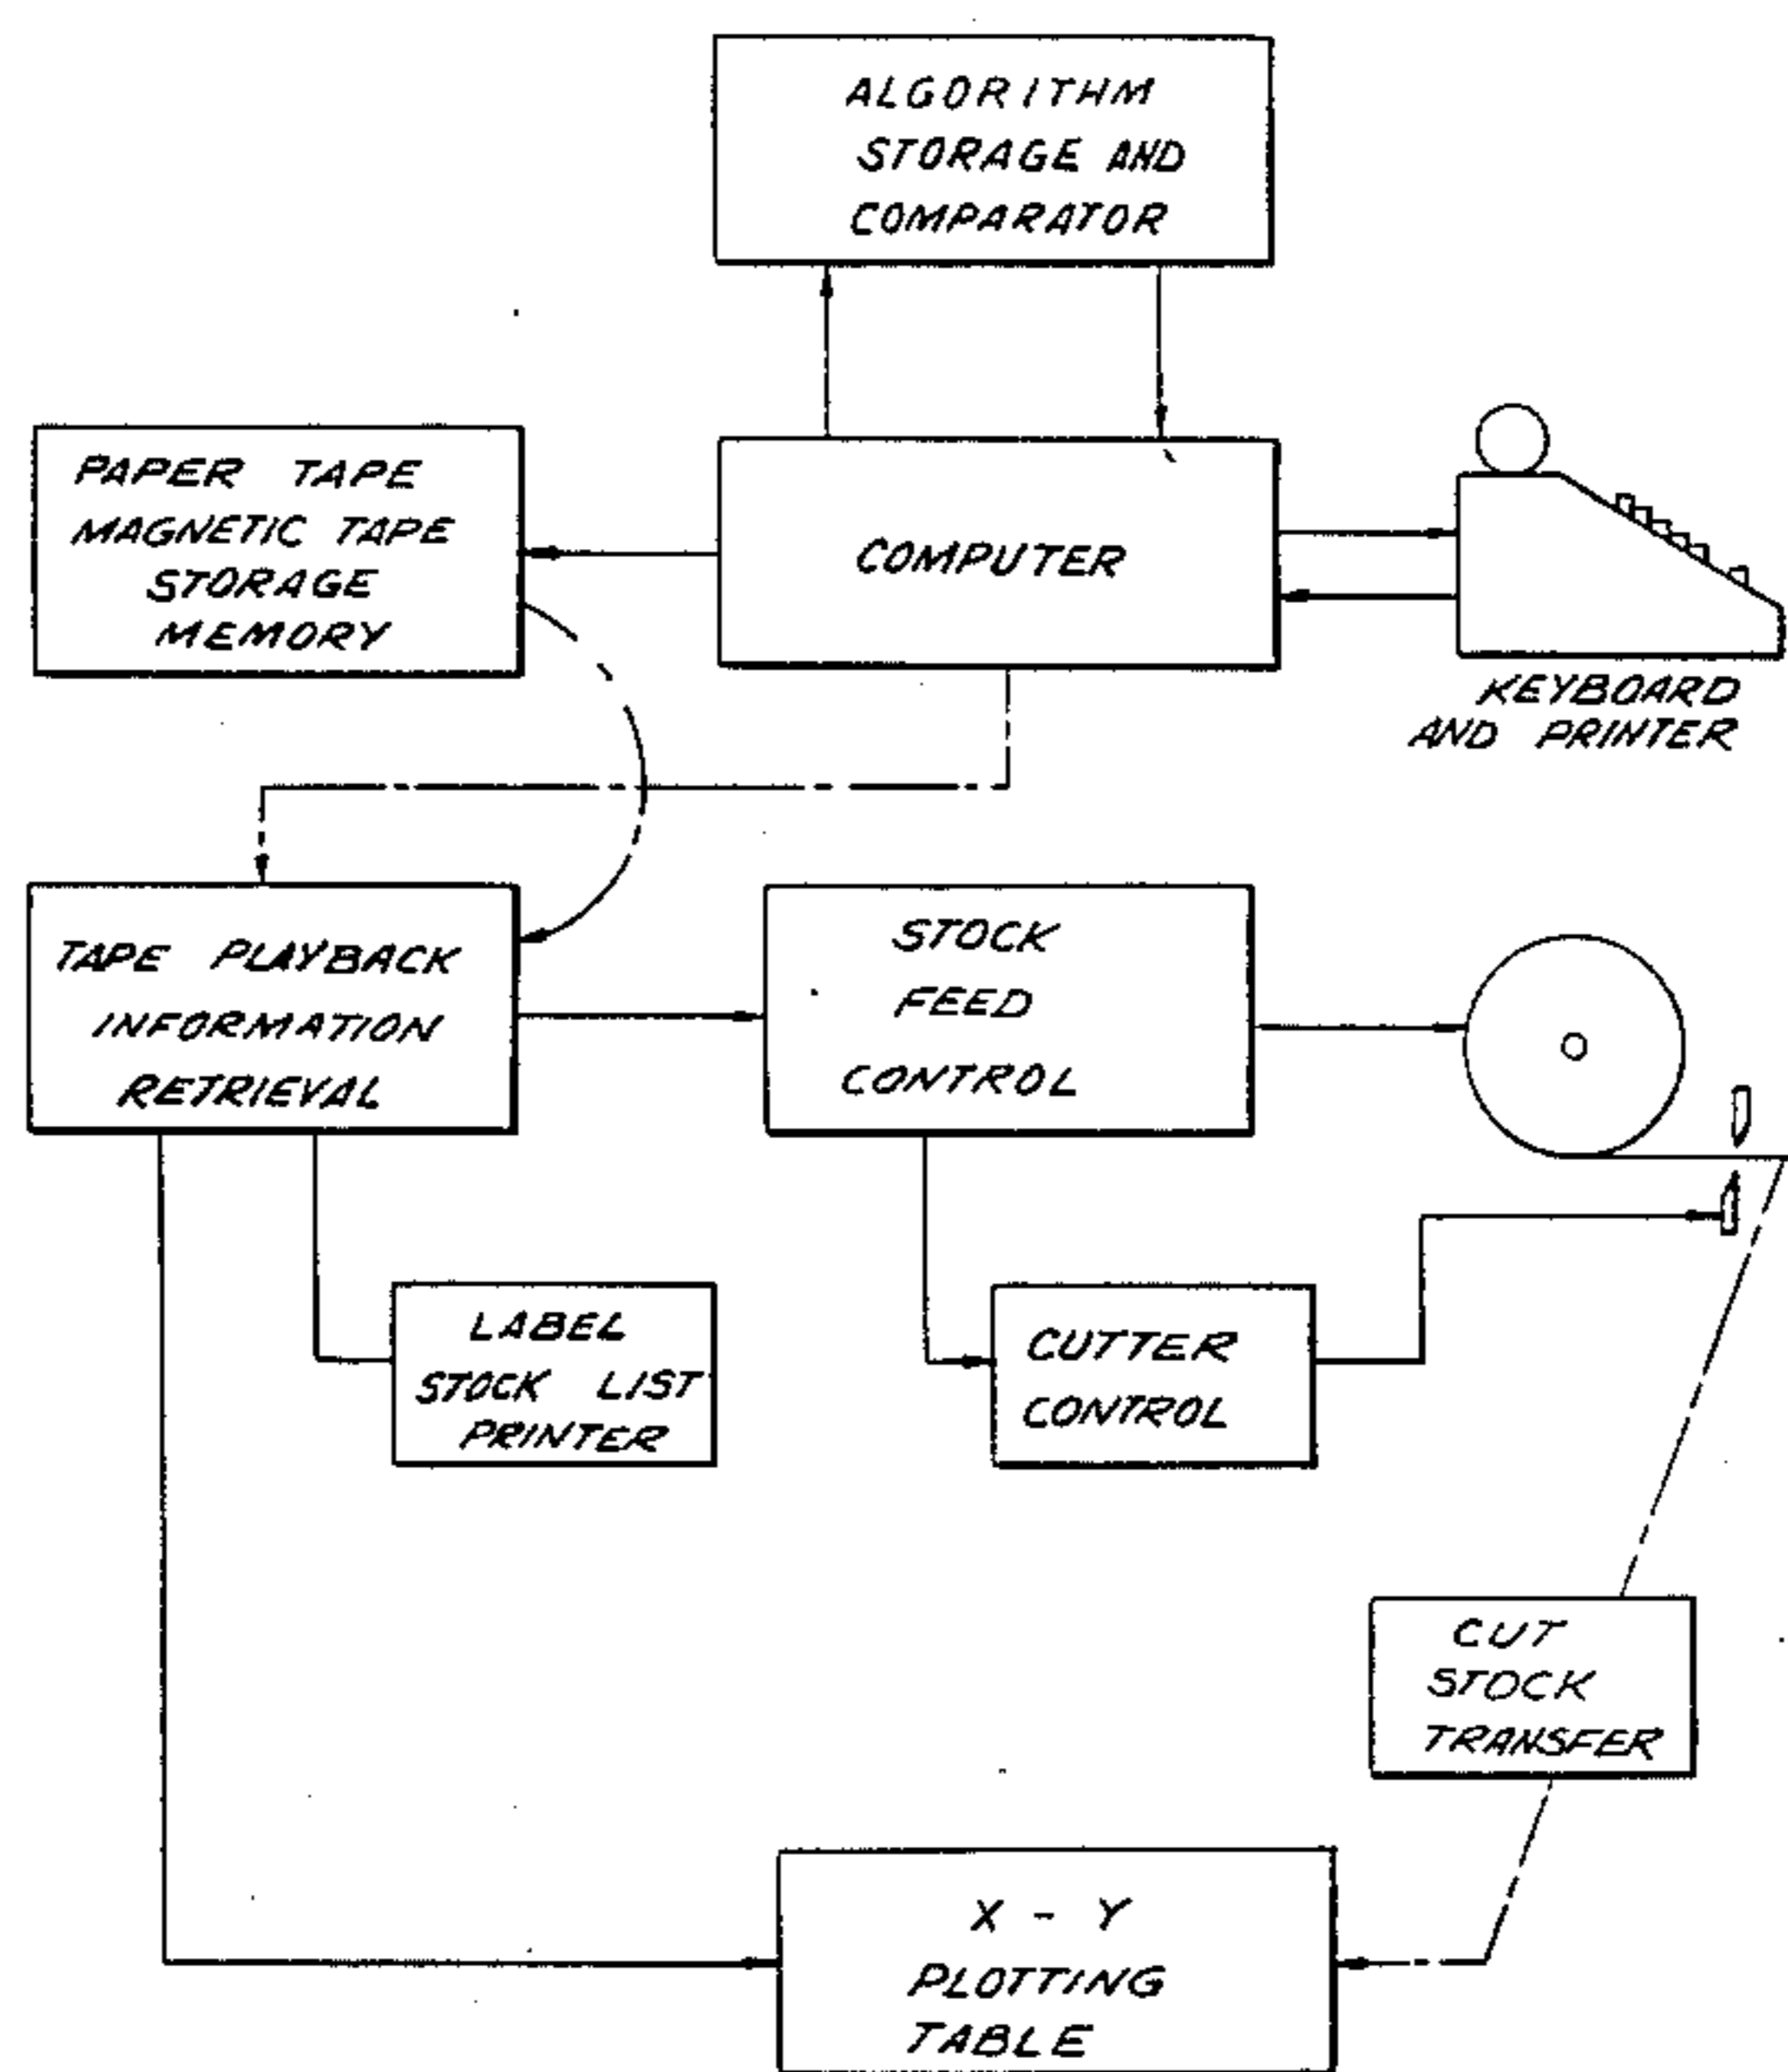 ALGORITHM
STORAGE AND
COMPARATOR
PAPER TAPE
MAGNETIC TAPE
STORAGE
MEMORY
COMPUTER
KEYBOARD
AND PRINTER
TAPE PLAYBACK
INFORMATION
RETRIEVAL
STOCK
FEED
CONTROL
LABEL
STOCK LIST
PRINTER
CUTTER
CONTROL
CUT
STOCK
TRANSFER
X - Y
PLOTTING
TABLE